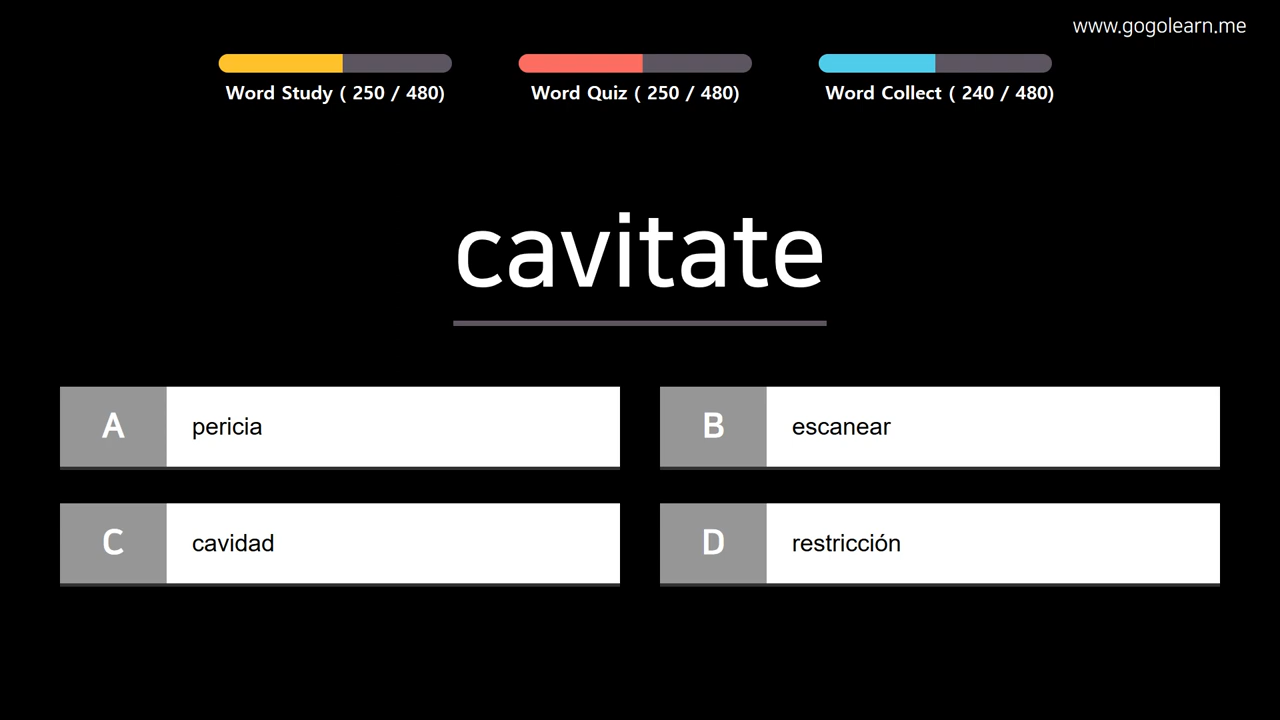 www.gogolearn.me
Word Study ( 250 / 480)
Word Quiz ( 250 / 480)
Word Collect ( 240 / 480)
cavitate
A pericia
B escanear
C cavidad
D restricción